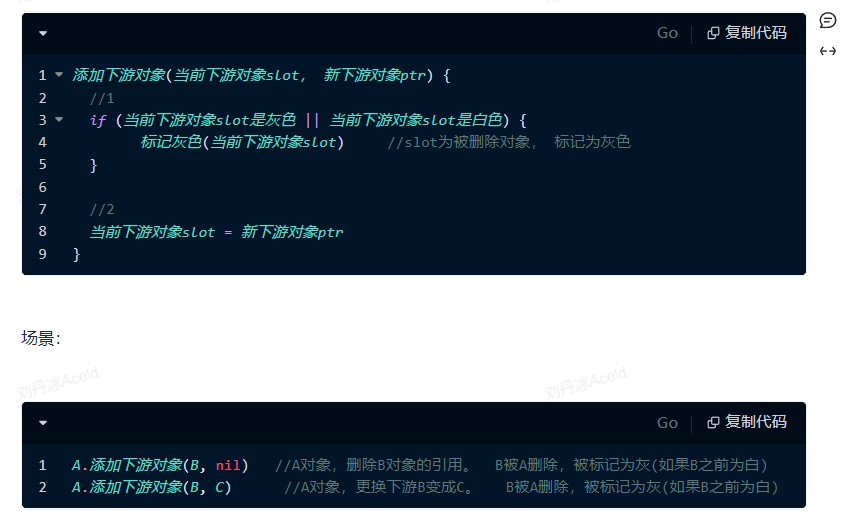 Go 复制代码
1 添加下游对象(当前下游对象slot, 新下游对象ptr) {
2 //1
3 if (当前下游对象slot是灰色 || 当前下游对象slot是白色) {
4 标记灰色(当前下游对象slot) //slot为被删除对象, 标记为灰色
5 }
6
7 //2
8 当前下游对象slot = 新下游对象ptr
9 }
场景:
刘丹冰Aceld 刘丹冰Aceld
Go 复制代码
1 A.添加下游对象(B, nil) //A对象，删除B对象的引用。 B被A删除，被标记为灰(如果B之前为白)
2 A.添加下游对象(B, C) //A对象，更换下游B变成C。 B被A删除，被标记为灰(如果B之前为白)